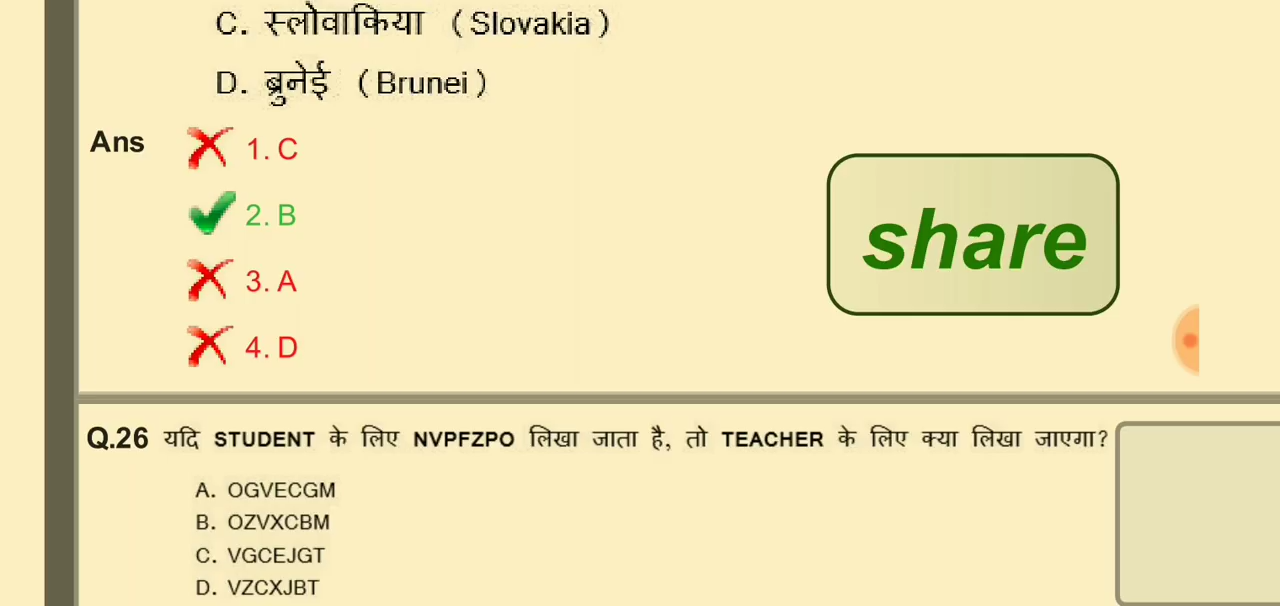 C. स्लोवाकिया ( Slovakia )
D. ब्रुनेई ( Brunei )
Ans
1. C
2. B
3. A
4. D
share
Q.26 यदि STUDENT के लिए NVPFZPO लिखा जाता है, तो TEACHER के लिए क्या लिखा जाएगा?
A. OGVECGM
B. OZVXCBM
C. VGCEJGT
D. VZCXJBT